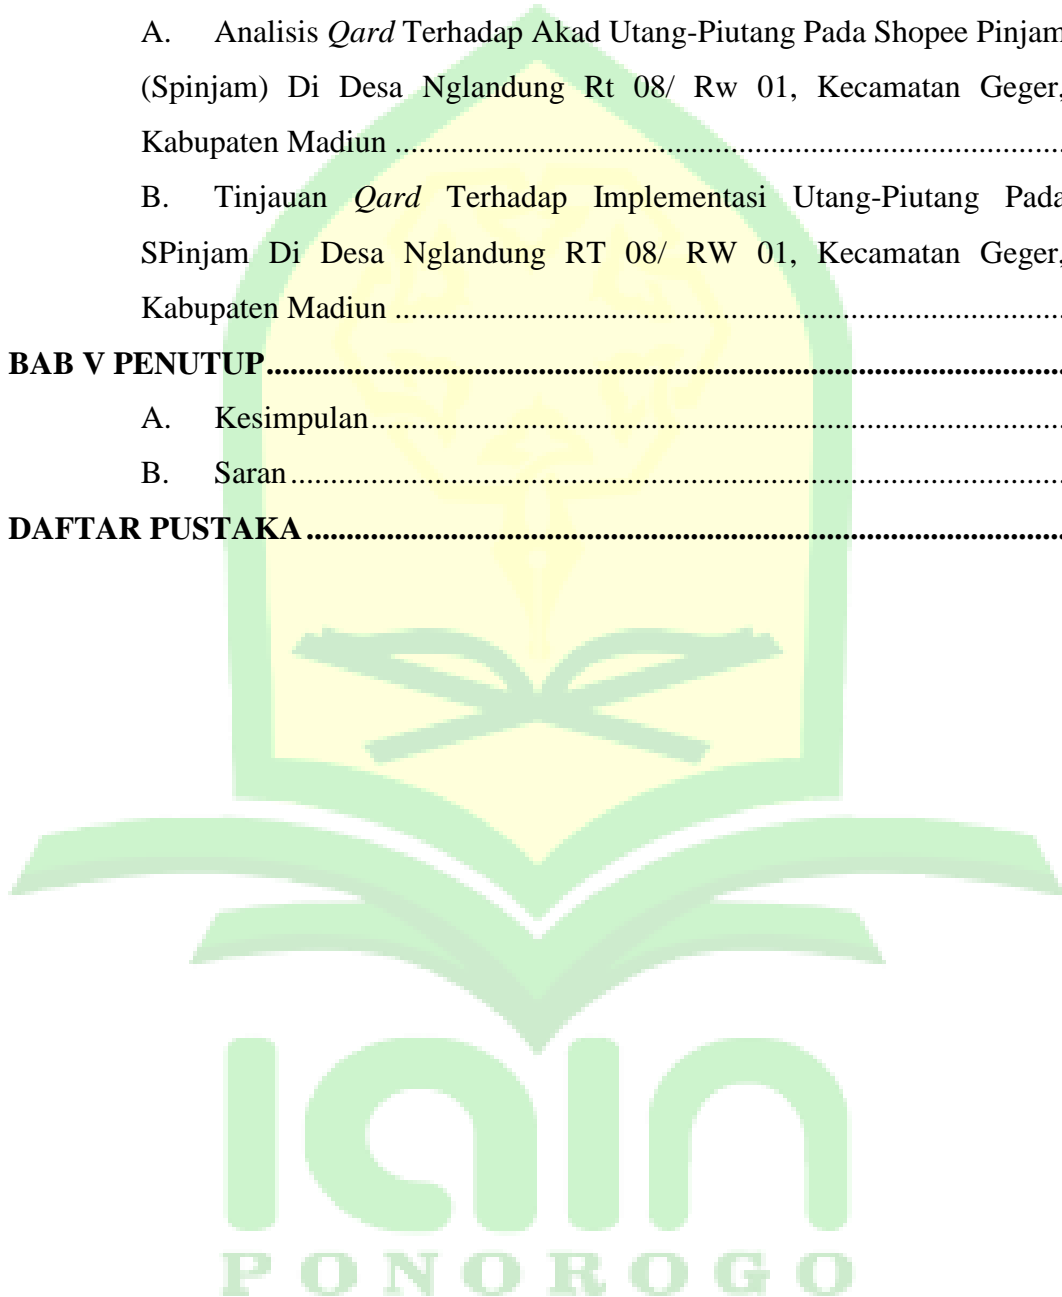 A. Analisis Qard Terhadap Akad Utang-Piutang Pada Shopee Pinjam
(Spinjam) Di Desa Nglandung Rt 08/ Rw 01, Kecamatan Geger,
Kabupaten Madiun ....................................................................................
B. Tinjauan Qard Terhadap Implementasi Utang-Piutang Pada
SPinjam Di Desa Nglandung RT 08/ RW 01, Kecamatan Geger,
Kabupaten Madiun ....................................................................................
BAB V PENUTUP....................................................................................................
A. Kesimpulan.......................................................................................
B. Saran.................................................................................................
DAFTAR PUSTAKA ...............................................................................................
iain
PONOROGO